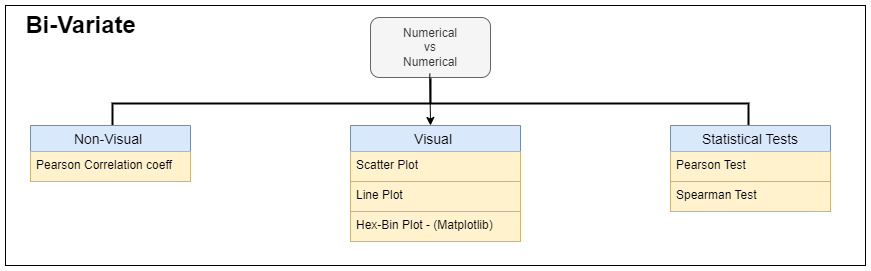 Bi-Variate
Numerical
vs
Numerical
Non-Visual
Pearson Correlation coeff
Visual
Scatter Plot
Line Plot
Hex-Bin Plot - (Matplotlib)
Statistical Tests
Pearson Test
Spearman Test